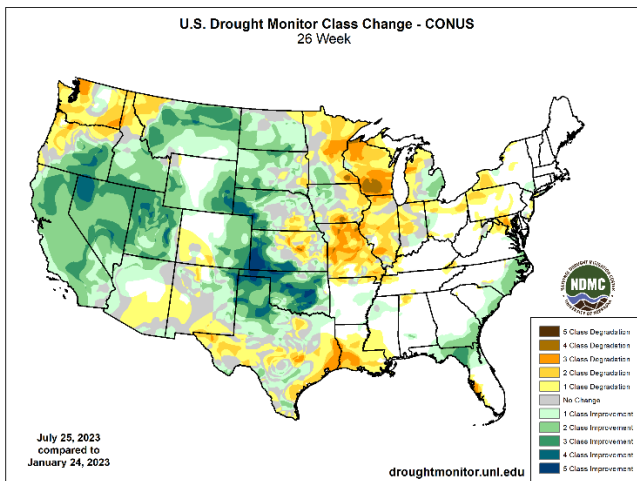 U.S. Drought Monitor Class Change - CONUS
26 Week
NDMC
5 Class Degradation
4 Class Degradation
3 Class Degradation
2 Class Degradation
1 Class Degradation
No Change
1 Class Improvement
2 Class Improvement
3 Class Improvement
4 Class Improvement
5 Class Improvement
July 25, 2023
compared to
January 24, 2023
droughtmonitor.unl.edu